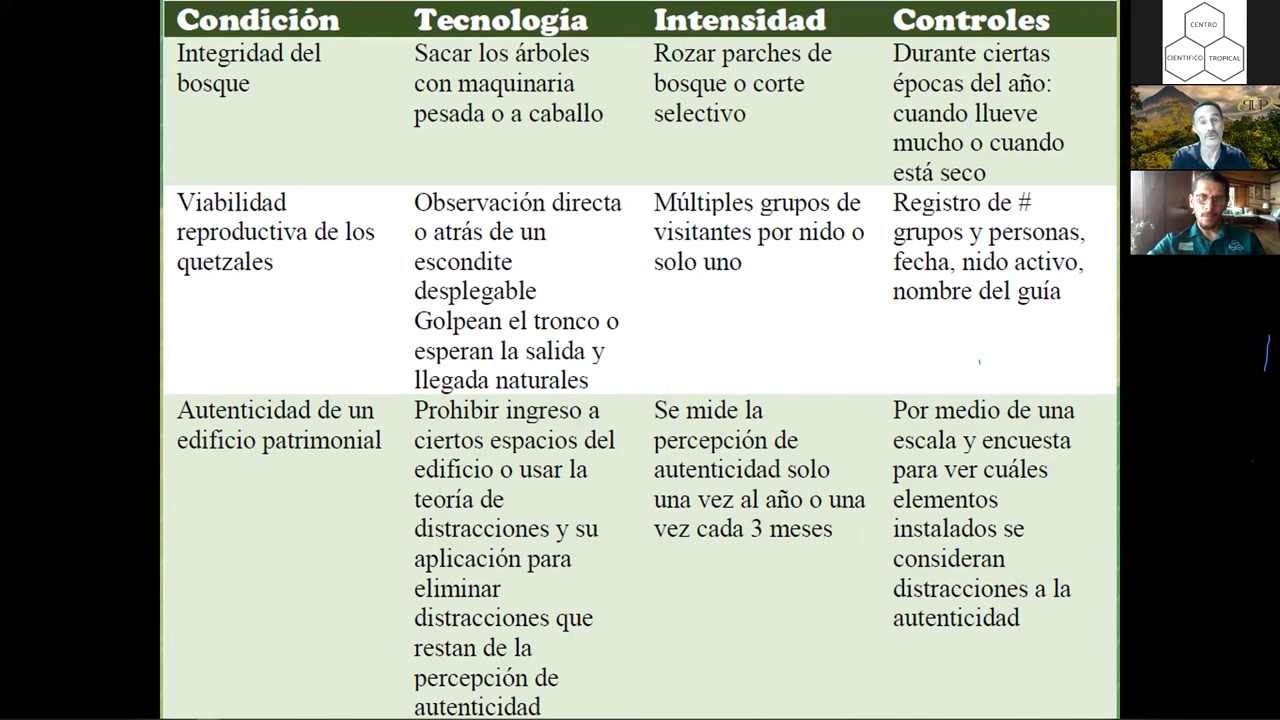 Condición
Tecnología
Intensidad
Controles
Integridad del
bosque
Sacar los árboles
con maquinaria
pesada o a caballo
Rozar parches de
bosque o corte
selectivo
Durante ciertas
épocas del año:
cuando llueve
mucho o cuando
está seco
Viabilidad
reproductiva de los
quetzales
Observación directa
o atrás de un
escondite
desplegable
Golpean el tronco o
esperan la salida y
llegada naturales
Múltiples grupos de
visitantes por nido o
solo uno
Registro de #
grupos y personas,
fecha, nido activo,
nombre del guía
Autenticidad de un
edificio patrimonial
Prohibir ingreso a
ciertos espacios del
edificio o usar la
teoría de
distracciones y su
aplicación para
eliminar
distracciones que
restan de la
percepción de
autenticidad
Se mide la
percepción de
autenticidad solo
una vez al año o una
vez cada 3 meses
Por medio de una
escala y encuesta
para ver cuáles
elementos
instalados se
consideran
distracciones a la
autenticidad
CENTRO
CIENTIFICO
TROPICAL
PUP